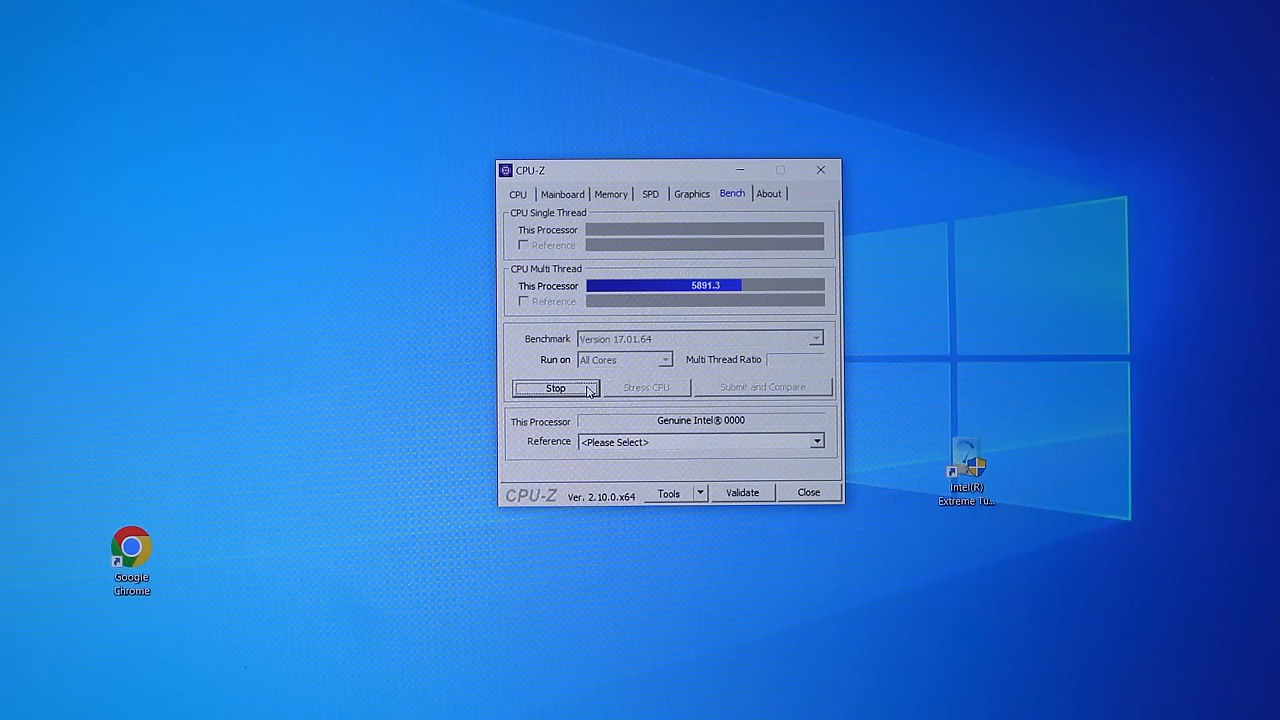 CPU-Z
CPU Mainboard Memory SPD Graphics Bench About
CPU Single Thread
This Processor
Reference
CPU Multi Thread
This Processor 5891.3
Reference
Benchmark Version 17.01.64
Run on All Cores Multi Thread Ratio
Stop Stress CPU Submit and Compare
This Processor Genuine Intel® 0000
Reference <Please Select>
CPU-Z Ver. 2.10.0.x64 Tools Validate Close
Intel(R)
Extreme Tu...
Google
Chrome